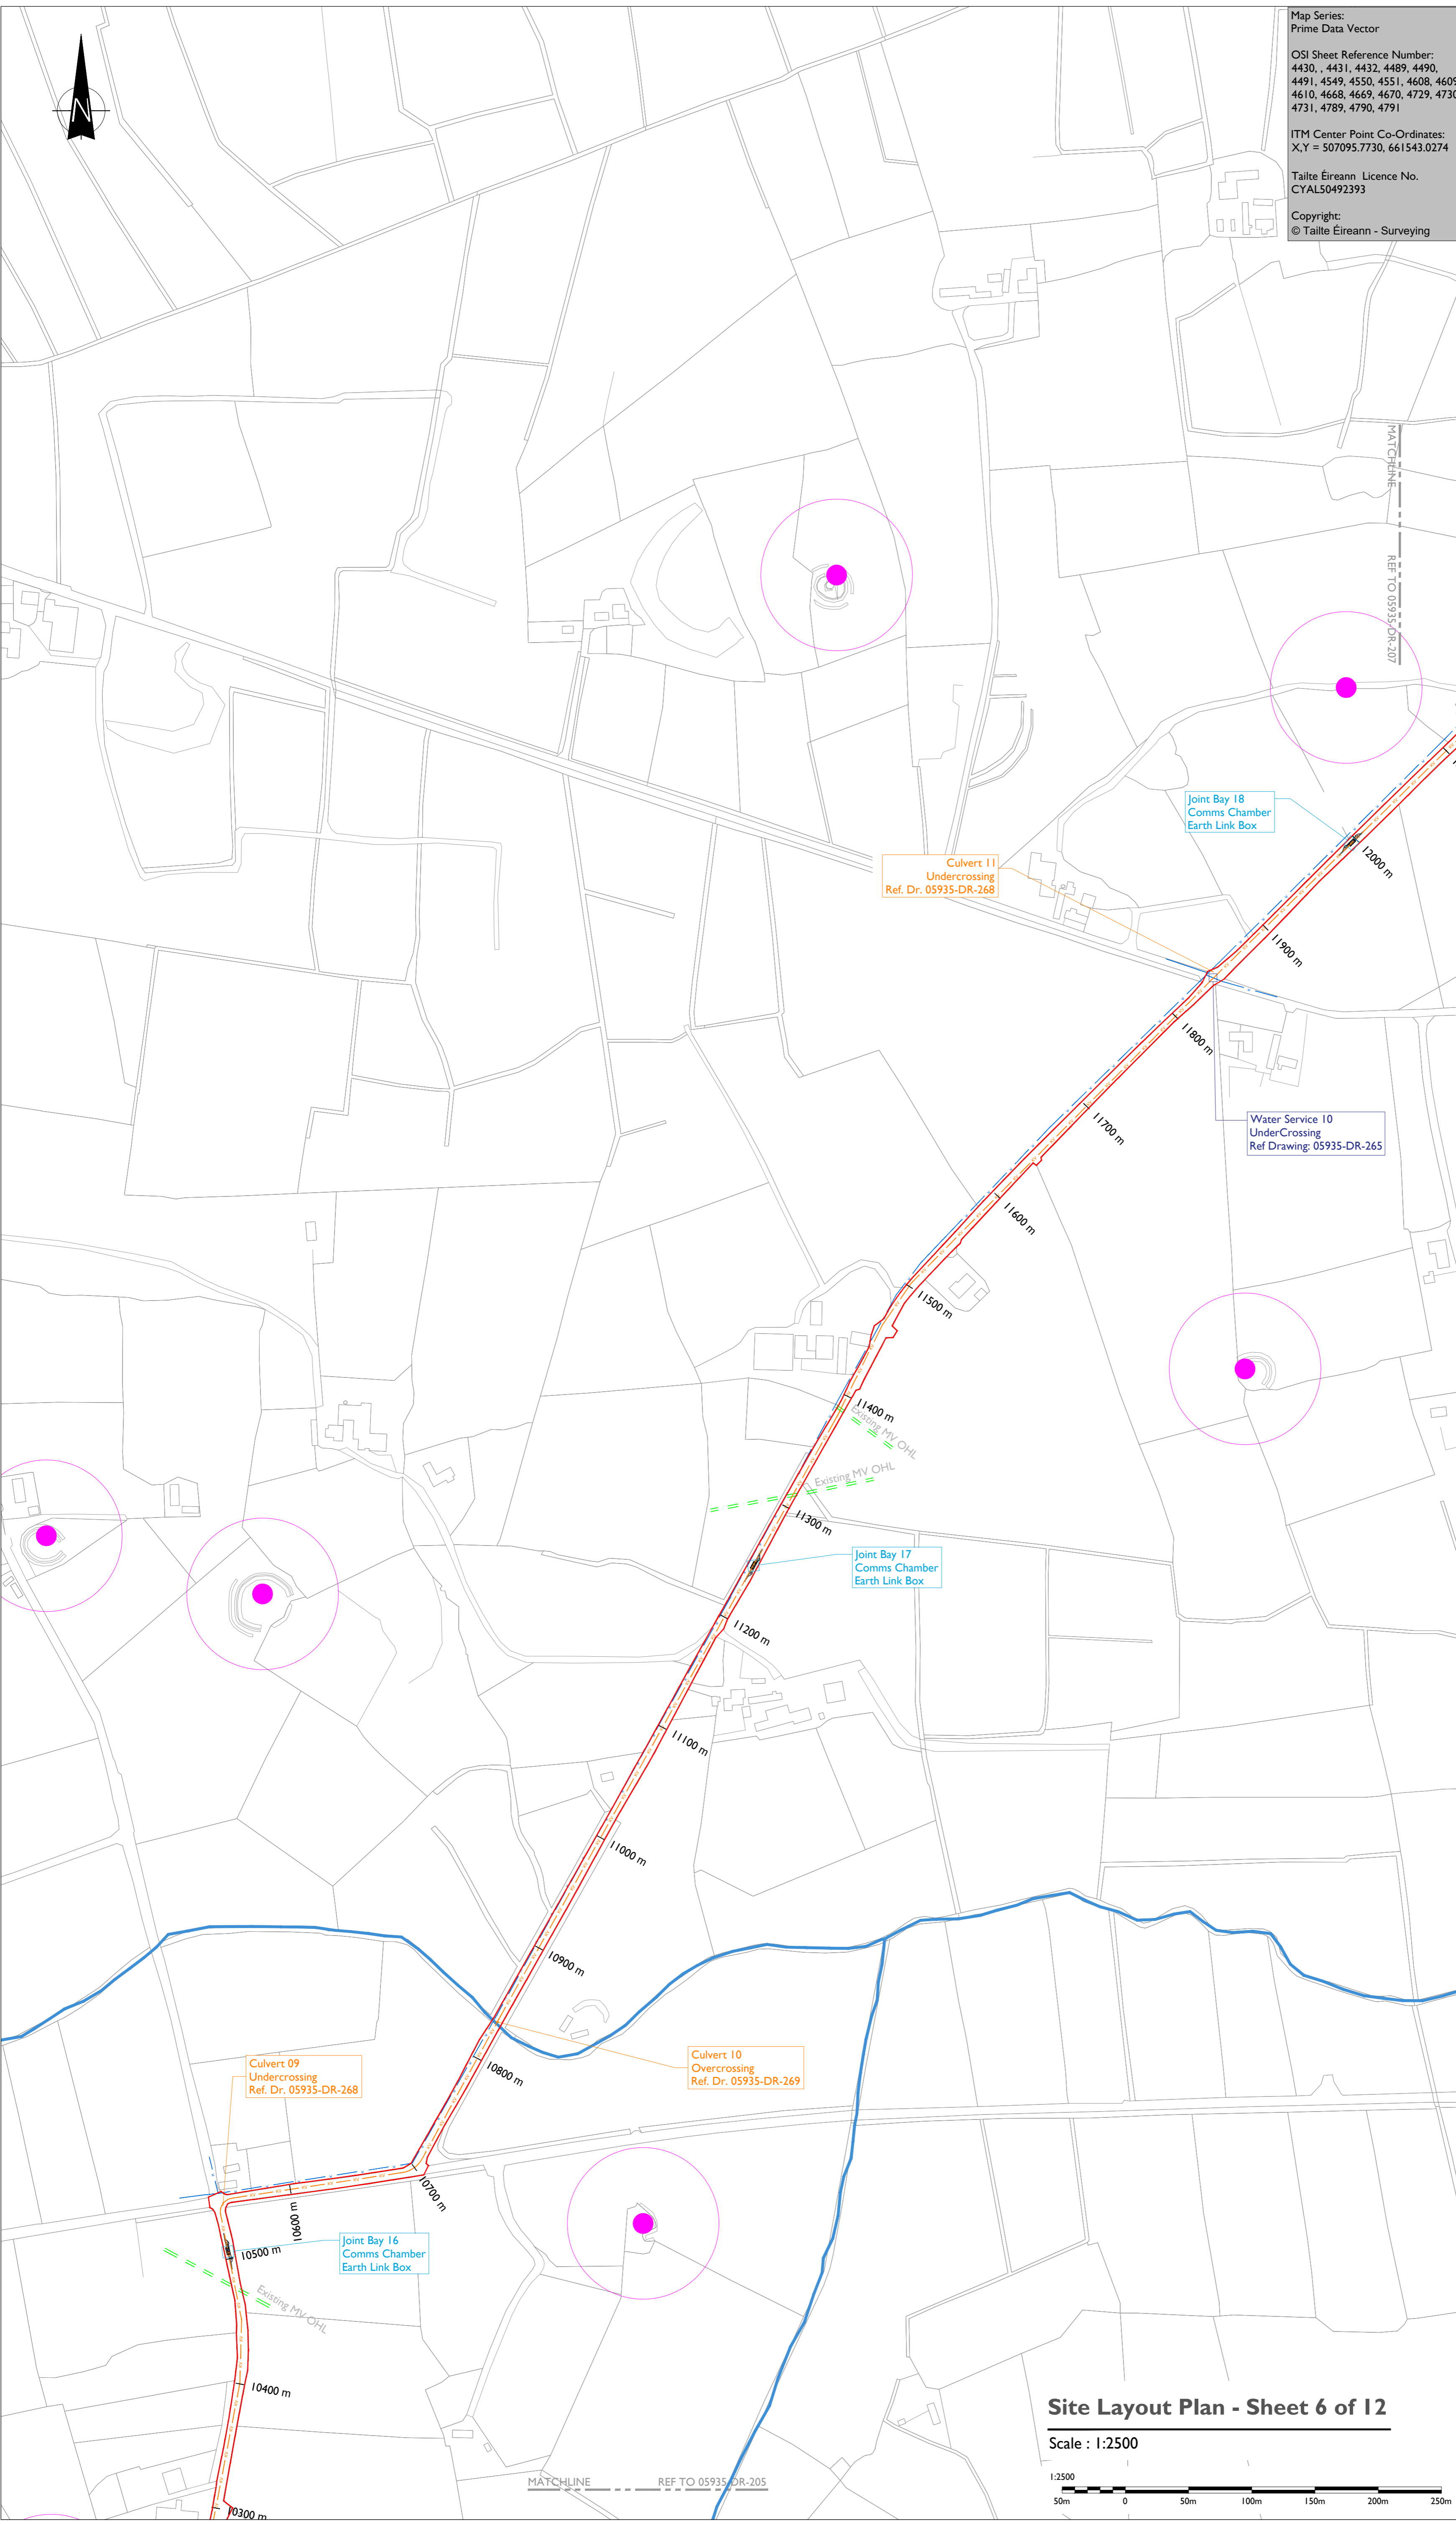 Map Series:
Prime Data Vector
OSI Sheet Reference Number:
4430, , 4431, 4432, 4489, 4490,
4491, 4549, 4550, 4551, 4608, 4609
4610, 4668, 4669, 4670, 4729, 4730
4731, 4789, 4790, 4791
ITM Center Point Co-Ordinates:
X,Y = 507095.7730, 661543.0274
Tailte Éireann Licence No.
CYAL50492393
Copyright:
© Tailte Éireann - Surveying
N
MATCHLINE
REF TO 05935-DR-207
Joint Bay 18
Comms Chamber
Earth Link Box
12000 m
Culvert 11
Undercrossing
Ref. Dr. 05935-DR-268
11900 m
11800 m
11700 m
Water Service 10
UnderCrossing
Ref Drawing: 05935-DR-265
11600 m
11500 m
11400 m
Existing MV OHL
Existing MV OHL
11300 m
Joint Bay 17
Comms Chamber
Earth Link Box
11200 m
11100 m
11000 m
10900 m
Culvert 10
Overcrossing
Ref. Dr. 05935-DR-269
10800 m
Culvert 09
Undercrossing
Ref. Dr. 05935-DR-268
10700 m
10600 m
Joint Bay 16
Comms Chamber
Earth Link Box
10500 m
Existing MV OHL
10400 m
10300 m
MATCHLINE REF TO 05935-DR-205
Site Layout Plan - Sheet 6 of 12
Scale : 1:2500
1:2500
50m 0 50m 100m 150m 200m 250m